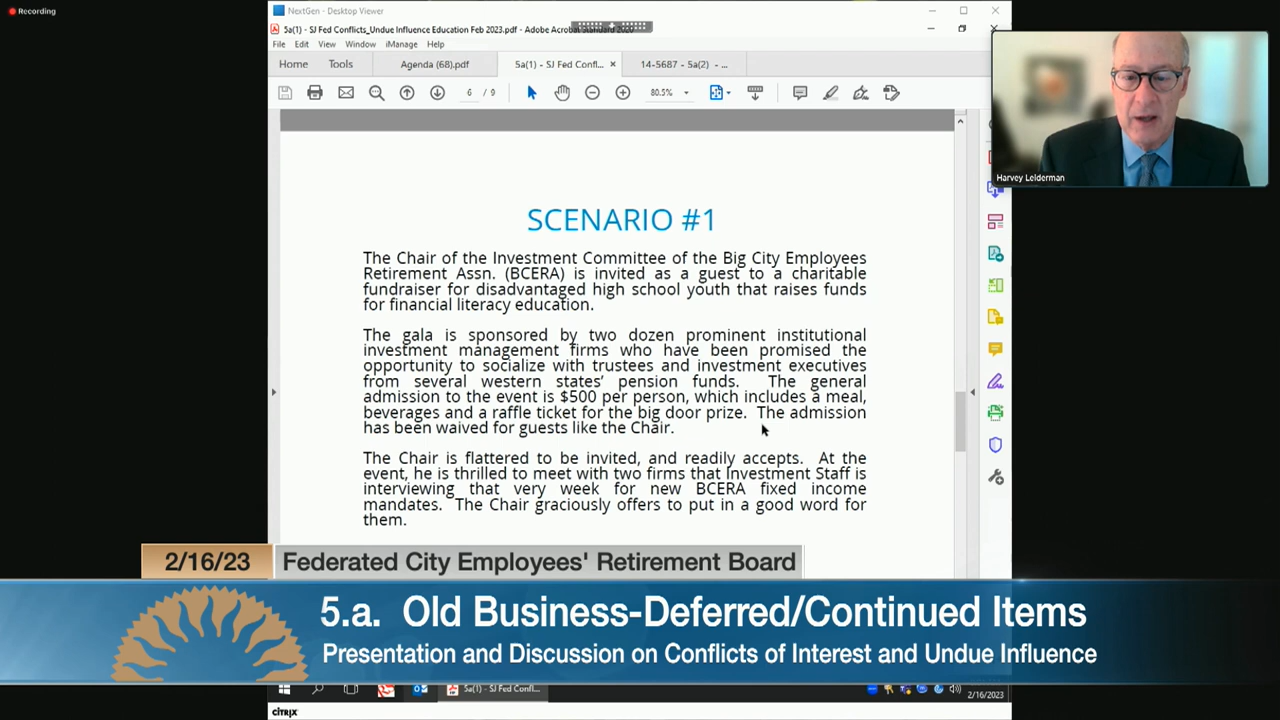 Recording
NextGen - Desktop Viewer
5a(1) - SJ Fed Conflicts_Undue Influence Education Feb 2023.pdf - Adobe Acrobat Standard 2020
File Edit View Window iManage Help
Home Tools Agenda (68).pdf 5a(1) - SJ Fed Confl... × 14-5687 - 5a(2) - ...
6 / 9 80.5%
Harvey Leiderman
SCENARIO #1
The Chair of the Investment Committee of the Big City Employees
Retirement Assn. (BCERA) is invited as a guest to a charitable
fundraiser for disadvantaged high school youth that raises funds
for financial literacy education.
The gala is sponsored by two dozen prominent institutional
investment management firms who have been promised the
opportunity to socialize with trustees and investment executives
from several western states’ pension funds. The general
admission to the event is $500 per person, which includes a meal,
beverages and a raffle ticket for the big door prize. The admission
has been waived for guests like the Chair.
The Chair is flattered to be invited, and readily accepts. At the
event, he is thrilled to meet with two firms that Investment Staff is
interviewing that very week for new BCERA fixed income
mandates. The Chair graciously offers to put in a good word for
them.
2/16/23 Federated City Employees' Retirement Board
5.a. Old Business-Deferred/Continued Items
Presentation and Discussion on Conflicts of Interest and Undue Influence
5a(1) - SJ Fed Confl...
2/16/2023
CITRIX